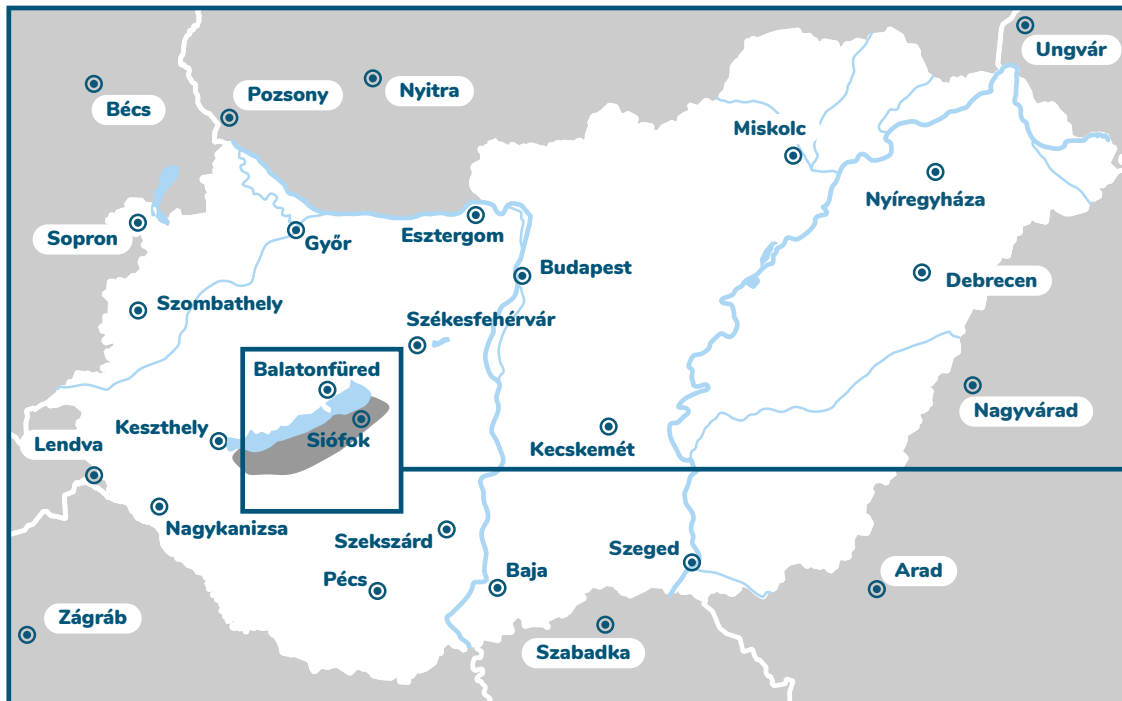 Ungvár
Bécs
Pozsony
Nyitra
Miskolc
Nyíregyháza
Sopron
Győr
Esztergom
Budapest
Debrecen
Szombathely
Székesfehérvár
Balatonfüred
Nagyvárad
Keszthely
Siófok
Lendva
Kecskemét
Nagykanizsa
Szekszárd
Szeged
Pécs
Baja
Arad
Zágráb
Szabadka